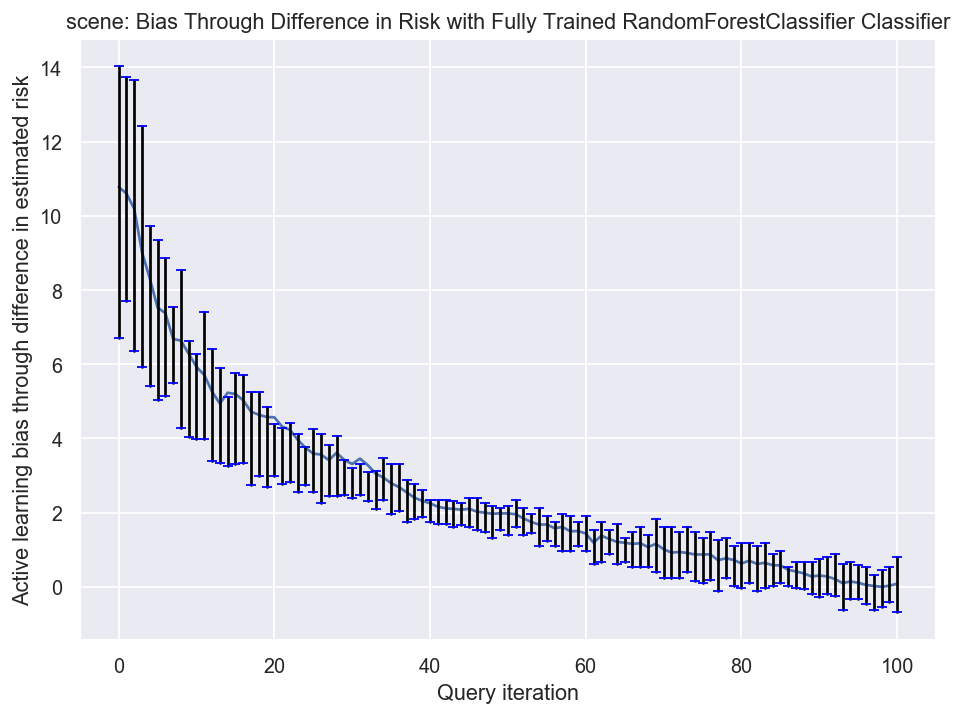 scene: Bias Through Difference in Risk with Fully Trained RandomForestClassifier Classifier
Active learning bias through difference in estimated risk
14
12
10
8
6
4
2
0
0 20 40 60 80 100
Query iteration